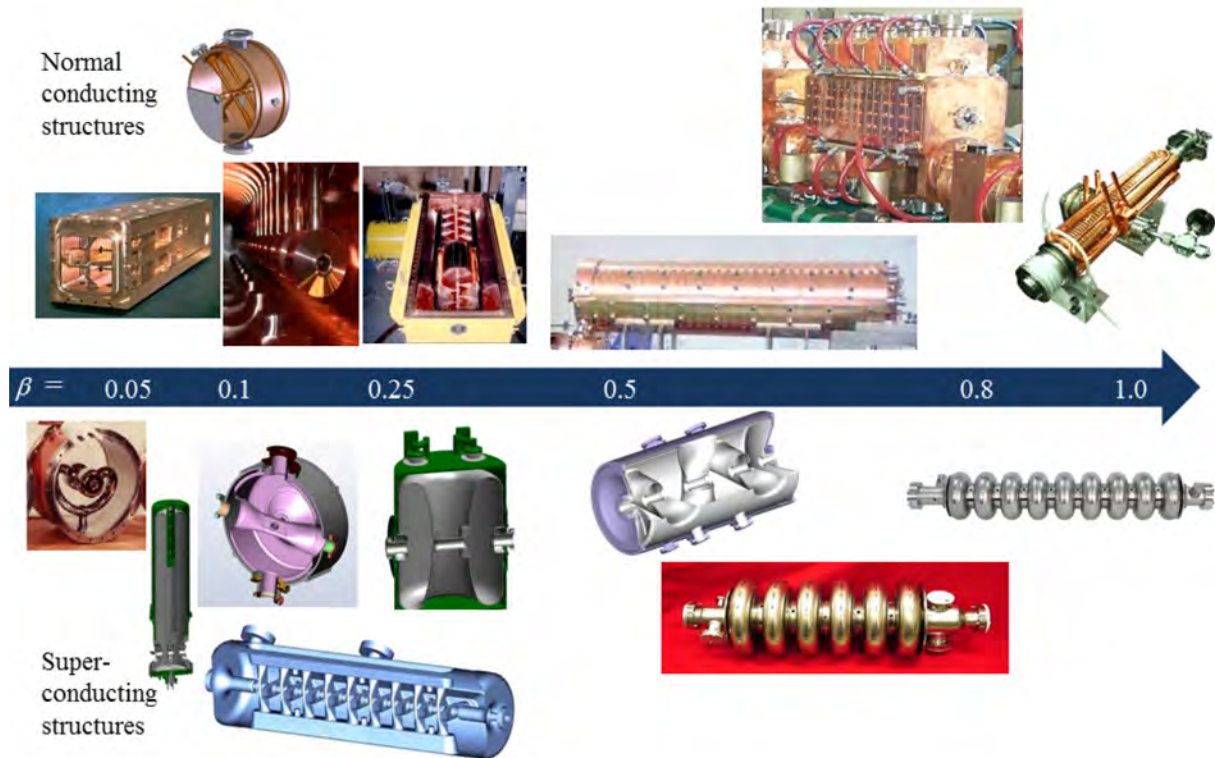 Normal
conducting
structures
β = 0.05 0.1 0.25 0.5 0.8 1.0
Super-
conducting
structures